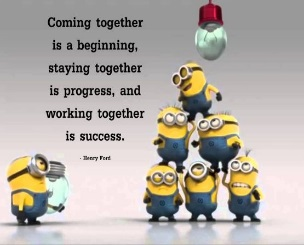 Coming together
is a beginning,
staying together
is progress, and
working together
is success.
- Henry Ford